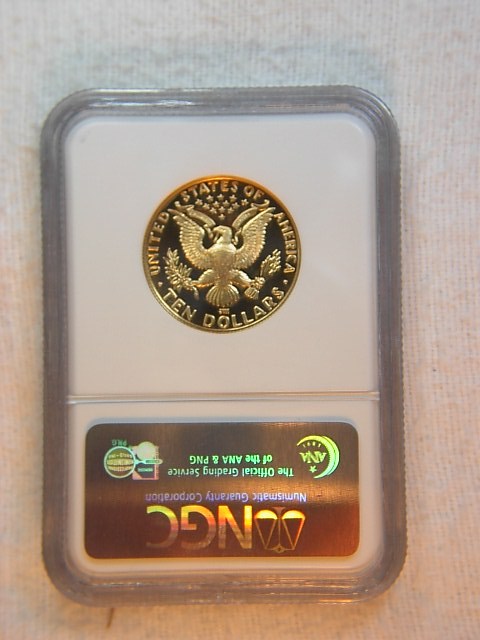 UNITED STATES OF AMERICA
TEN DOLLARS
NGC
Numismatic Guaranty Corporation
The Official Grading Service
of the ANA & PNG
ANA